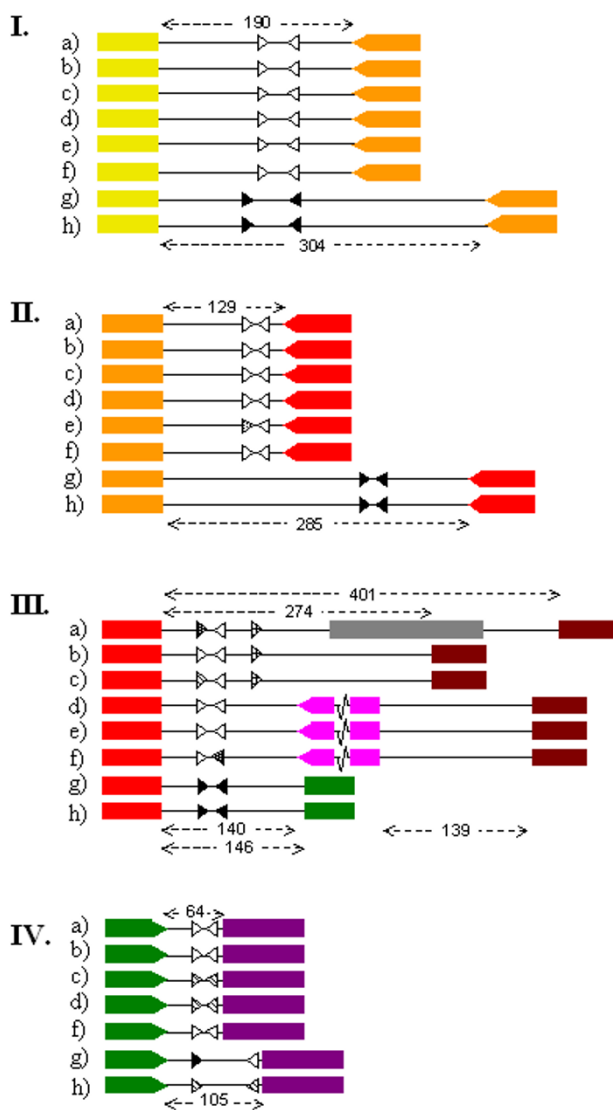 I.
190
a)
b)
c)
d)
e)
f)
g)
h)
304
II.
129
a)
b)
c)
d)
e)
f)
g)
h)
285
III.
401
274
a)
b)
c)
d)
e)
f)
g)
h)
140
139
146
IV.
64
a)
b)
c)
d)
f)
g)
h)
105